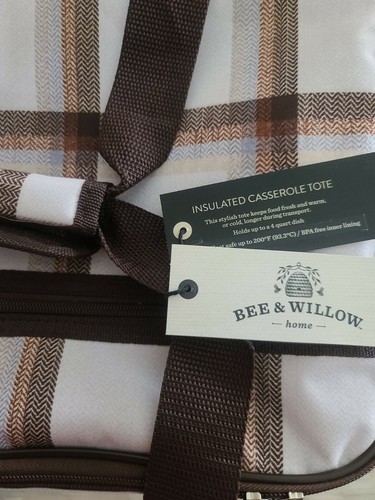 INSULATED CASSEROLE TOTE
This stylish tote keeps food fresh and warm,
or cold, longer during transport.
Holds up to a 4 quart dish
safe up to 200°F (93.3°C) / BPA free inner lining
BEE & WILLOW
home